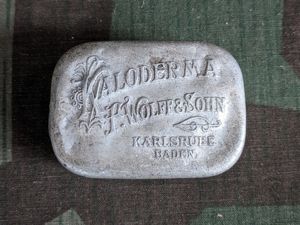 KALODERMA
F. WOLFF & SOHN
KARLSRUHE
BADEN.